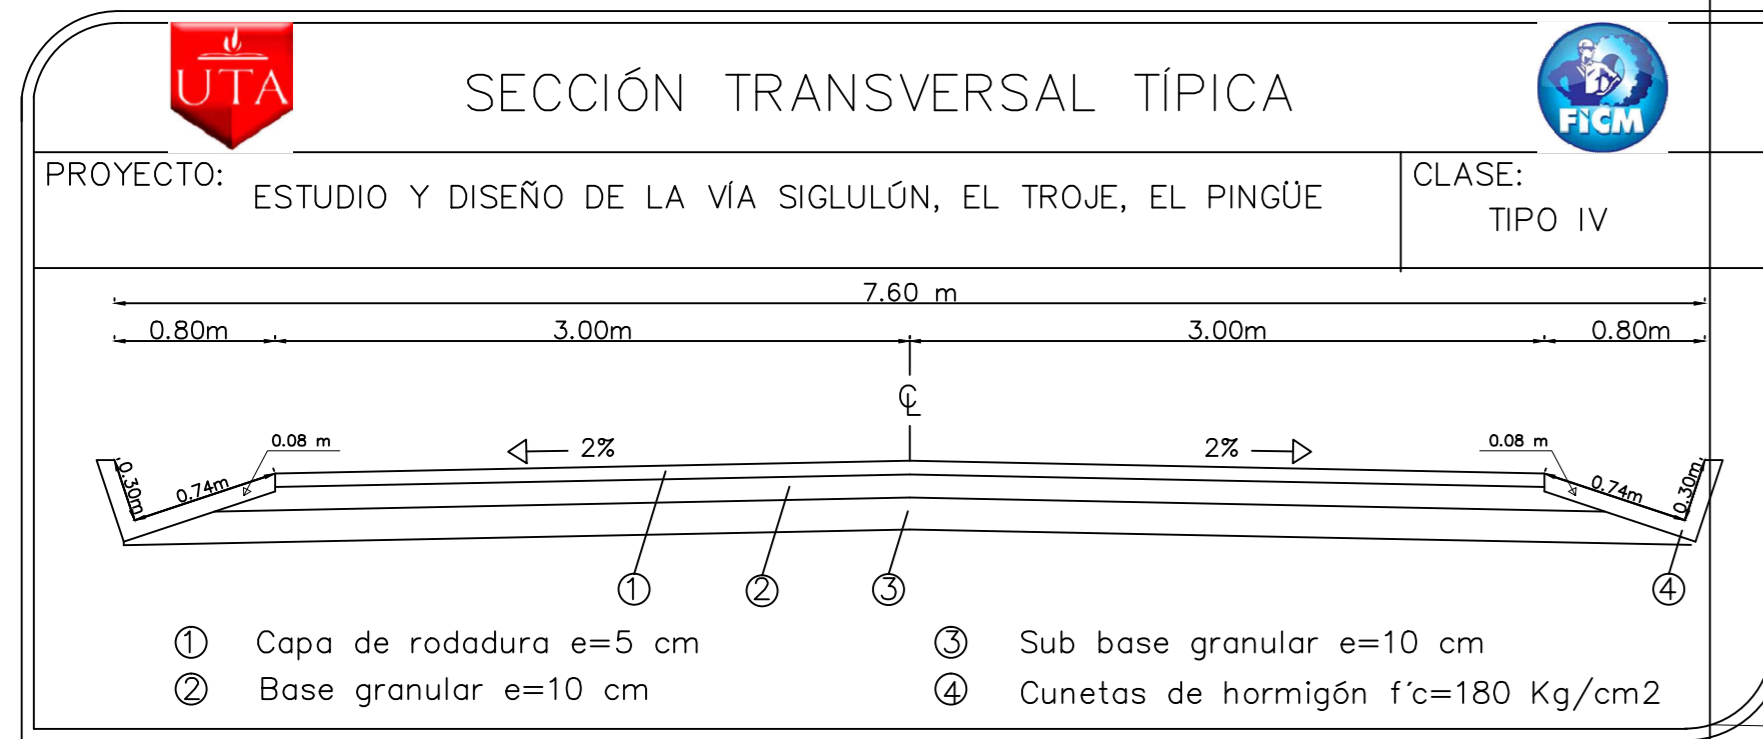 UTA
SECCIÓN TRANSVERSAL TÍPICA
FICM
PROYECTO:
ESTUDIO Y DISEÑO DE LA VÍA SIGLULÚN, EL TROJE, EL PINGÜE
CLASE:
TIPO IV
7.60 m
0.80m 3.00m 3.00m 0.80m
℄
0.08 m 2% 2% 0.08 m
0.30m 0.74m 0.74m 0.30m
① ② ③ ④
① Capa de rodadura e=5 cm
② Base granular e=10 cm
③ Sub base granular e=10 cm
④ Cunetas de hormigón f´c=180 Kg/cm2